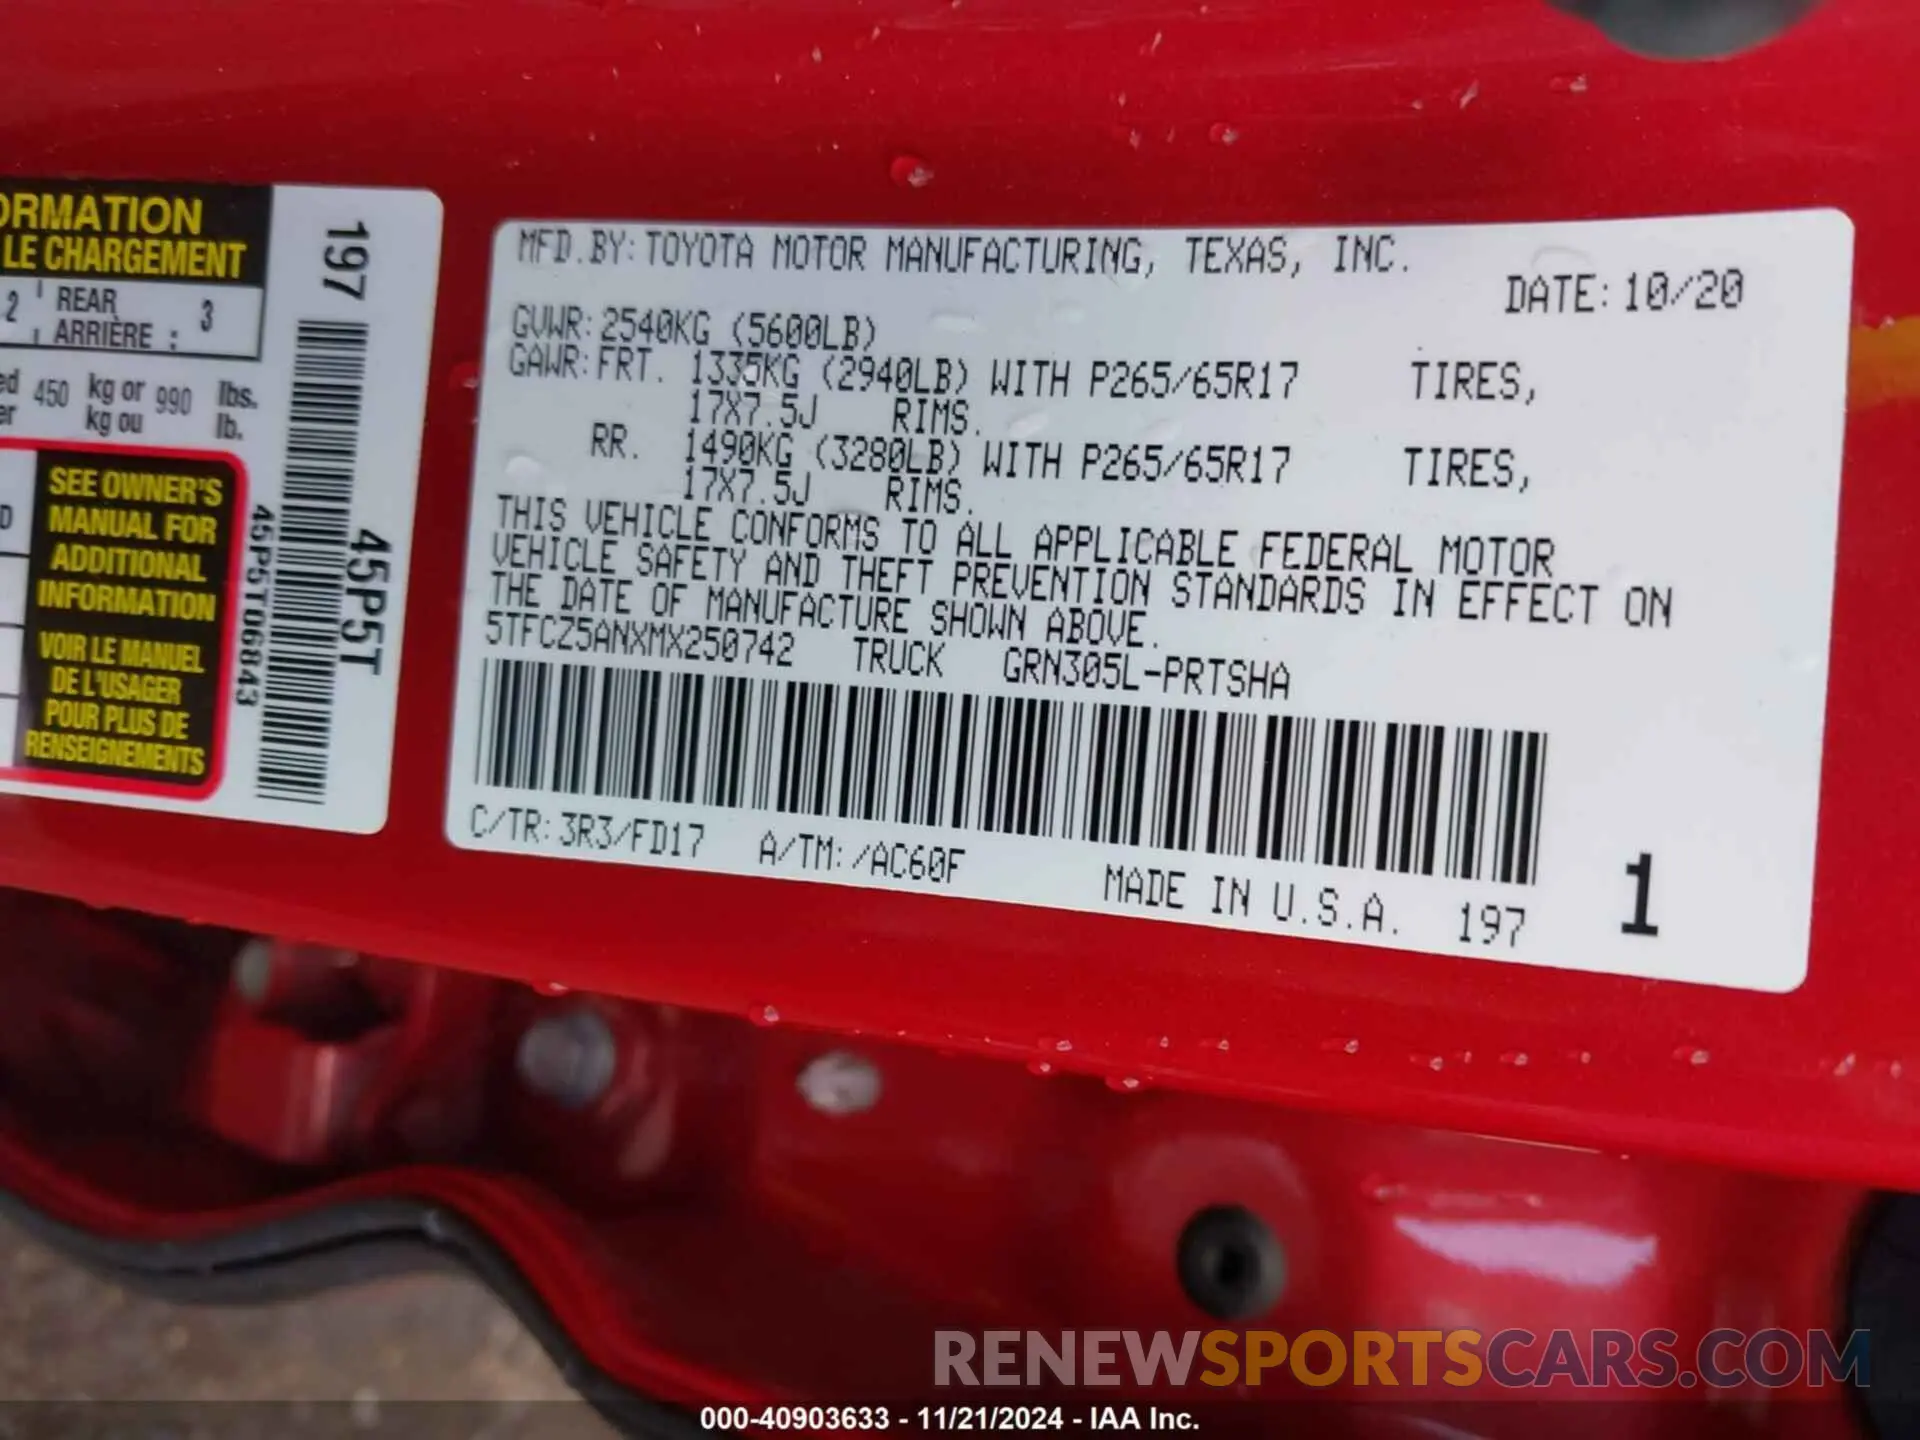 ORMATION
LE CHARGEMENT
2 REAR 3
ARRIÈRE :
ed 450 kg or 990 lbs.
er kg ou lb.
D
SEE OWNER'S
MANUAL FOR
ADDITIONAL
INFORMATION
VOIR LE MANUEL
DE L'USAGER
POUR PLUS DE
RENSEIGNEMENTS
197
45P5T06843
45P5T
MFD.BY:TOYOTA MOTOR MANUFACTURING, TEXAS, INC.
DATE:10/20
GVWR:2540KG (5600LB)
GAWR:FRT. 1335KG (2940LB) WITH P265/65R17 TIRES,
17X7.5J RIMS.
RR. 1490KG (3280LB) WITH P265/65R17 TIRES,
17X7.5J RIMS.
THIS VEHICLE CONFORMS TO ALL APPLICABLE FEDERAL MOTOR
VEHICLE SAFETY AND THEFT PREVENTION STANDARDS IN EFFECT ON
THE DATE OF MANUFACTURE SHOWN ABOVE.
5TFCZ5ANXMX250742 TRUCK GRN305L-PRTSHA
C/TR:3R3/FD17 A/TM:/AC60F
MADE IN U.S.A. 197 1
RENEWSPORTSCARS.COM
000-40903633 - 11/21/2024 - IAA Inc.